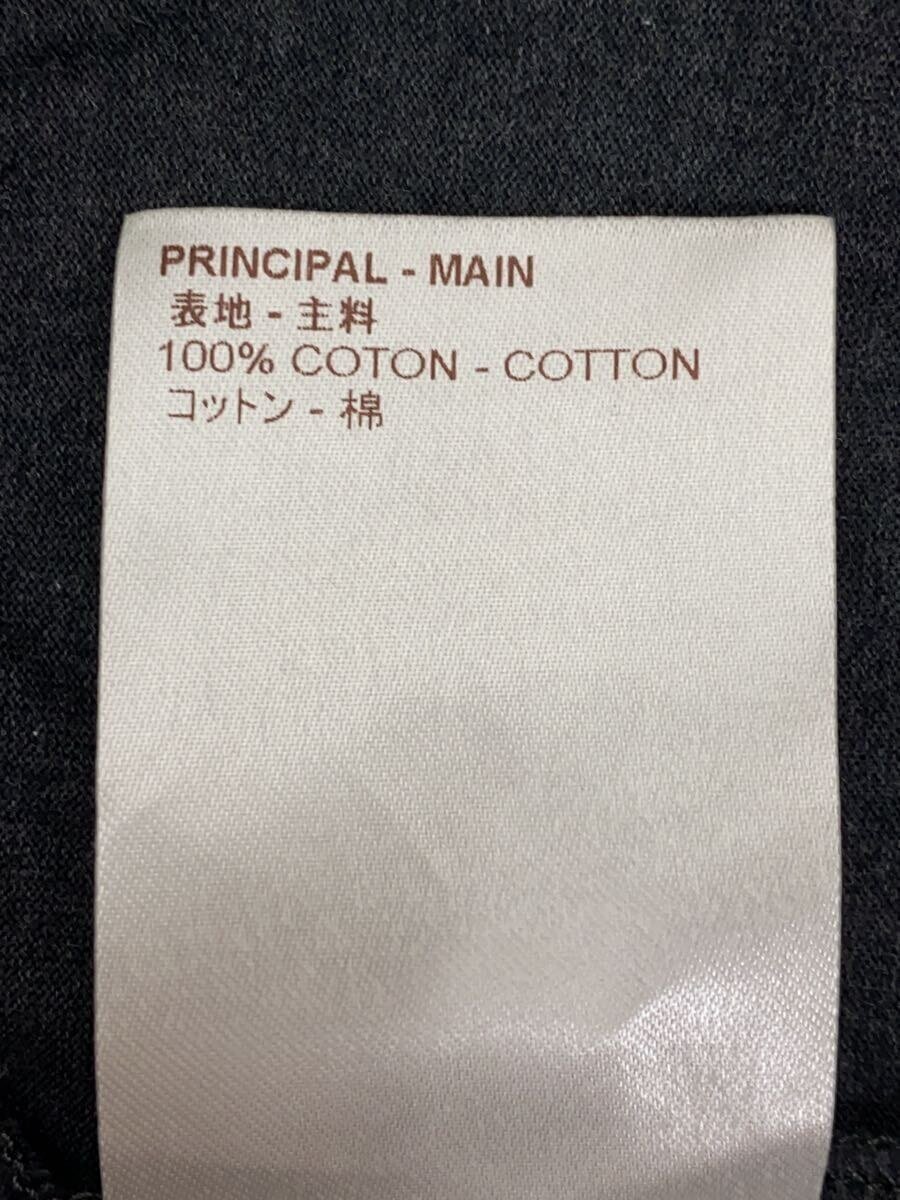 PRINCIPAL - MAIN
表地 - 主料
100% COTON - COTTON
コットン - 棉